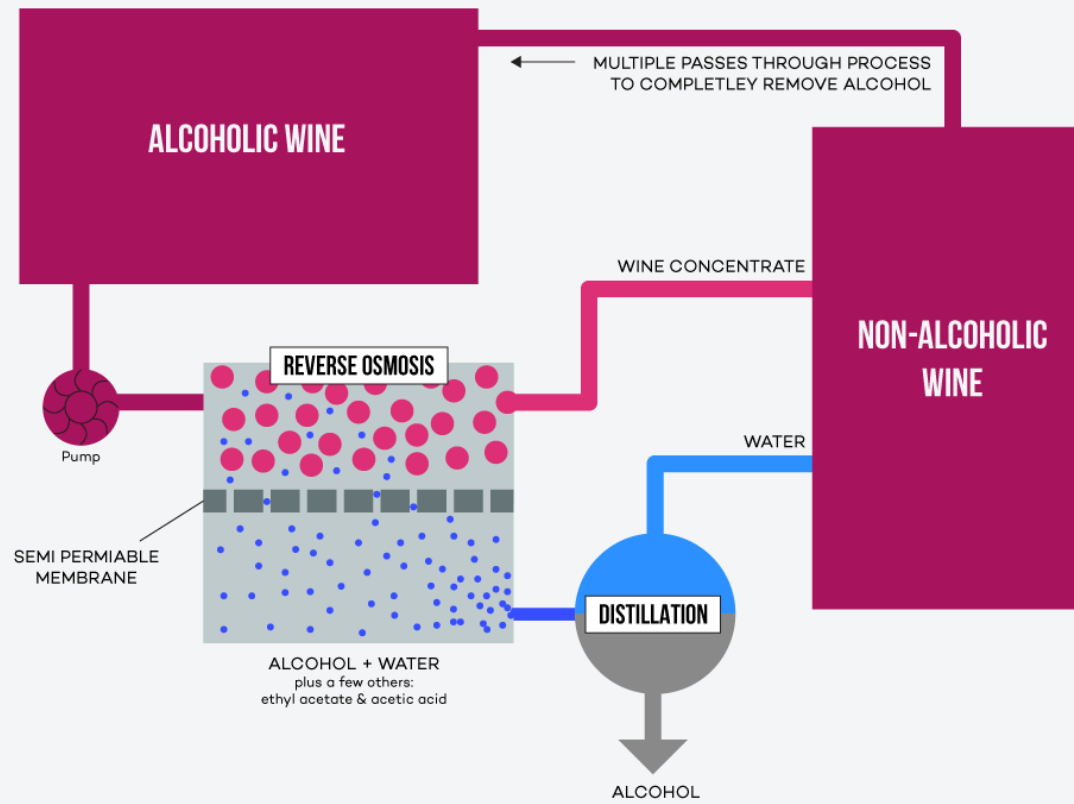 MULTIPLE PASSES THROUGH PROCESS
TO COMPLETLEY REMOVE ALCOHOL
ALCOHOLIC WINE
WINE CONCENTRATE
NON-ALCOHOLIC
WINE
REVERSE OSMOSIS
Pump
WATER
SEMI PERMIABLE
MEMBRANE
DISTILLATION
ALCOHOL + WATER
plus a few others:
ethyl acetate & acetic acid
ALCOHOL